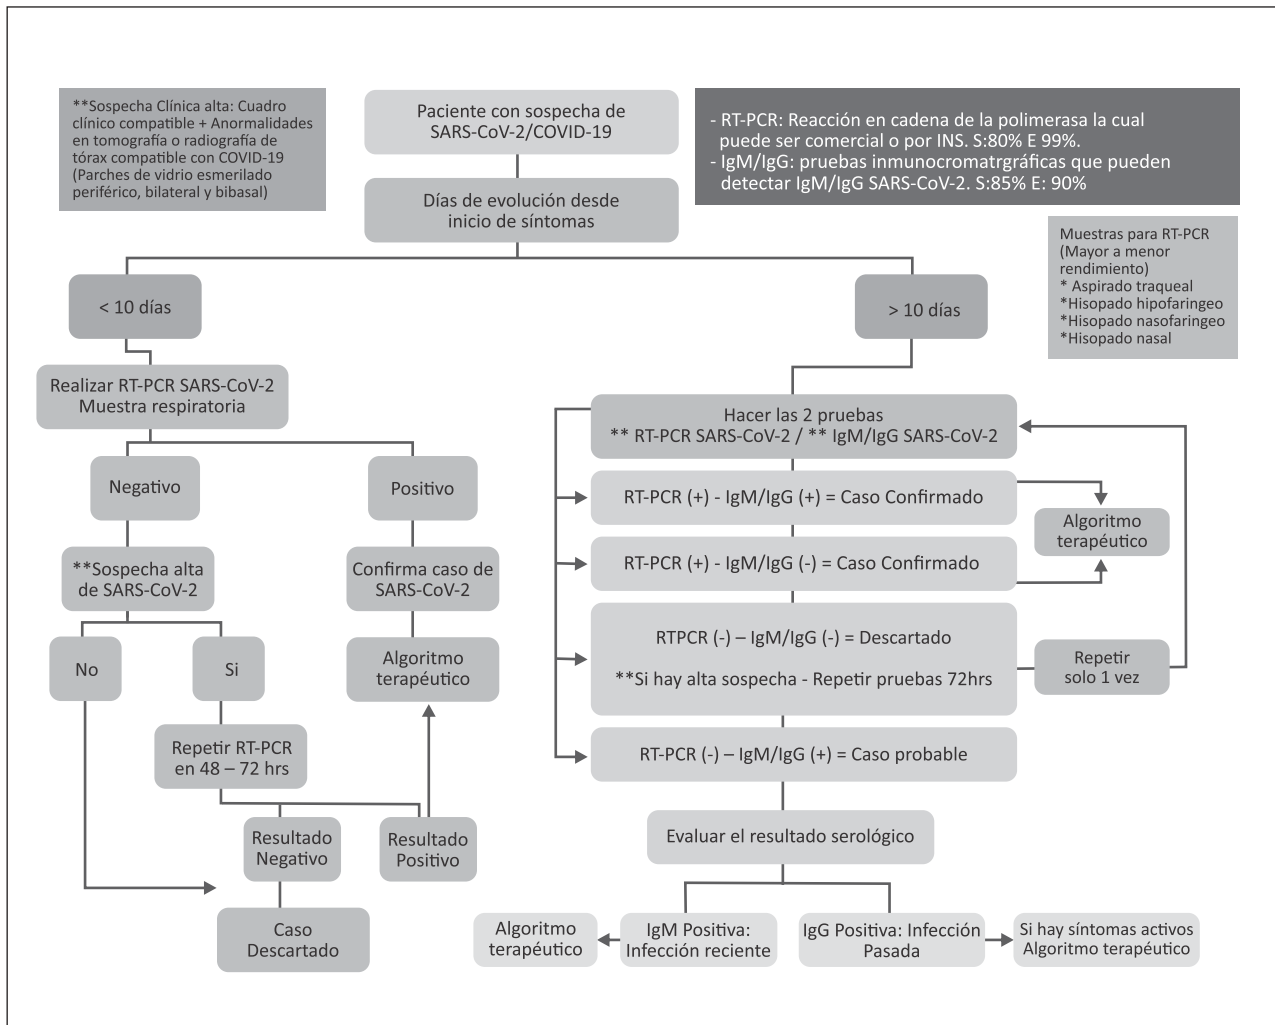 **Sospecha Clínica alta: Cuadro
clínico compatible + Anormalidades
en tomografía o radiografía de
tórax compatible con COVID-19
(Parches de vidrio esmerilado
periférico, bilateral y bibasal)
Paciente con sospecha de
SARS-CoV-2/COVID-19
- RT-PCR: Reacción en cadena de la polimerasa la cual
puede ser comercial o por INS. S:80% E 99%.
- IgM/IgG: pruebas inmunocromatrgráficas que pueden
detectar IgM/IgG SARS-CoV-2. S:85% E: 90%
Días de evolución desde
inicio de síntomas
Muestras para RT-PCR
(Mayor a menor
rendimiento)
* Aspirado traqueal
*Hisopado hipofaringeo
*Hisopado nasofaringeo
*Hisopado nasal
< 10 días
> 10 días
Realizar RT-PCR SARS-CoV-2
Muestra respiratoria
Negativo
Positivo
**Sospecha alta
de SARS-CoV-2
Confirma caso de
SARS-CoV-2
No
Si
Algoritmo
terapéutico
Repetir RT-PCR
en 48 – 72 hrs
Resultado
Negativo
Resultado
Positivo
Caso
Descartado
Hacer las 2 pruebas
** RT-PCR SARS-CoV-2 / ** IgM/IgG SARS-CoV-2
RT-PCR (+) - IgM/IgG (+) = Caso Confirmado
Algoritmo
terapéutico
RT-PCR (+) - IgM/IgG (-) = Caso Confirmado
RTPCR (-) – IgM/IgG (-) = Descartado
**Si hay alta sospecha - Repetir pruebas 72hrs
Repetir
solo 1 vez
RT-PCR (-) – IgM/IgG (+) = Caso probable
Evaluar el resultado serológico
Algoritmo
terapéutico
IgM Positiva:
Infección reciente
IgG Positiva: Infección
Pasada
Si hay síntomas activos
Algoritmo terapéutico